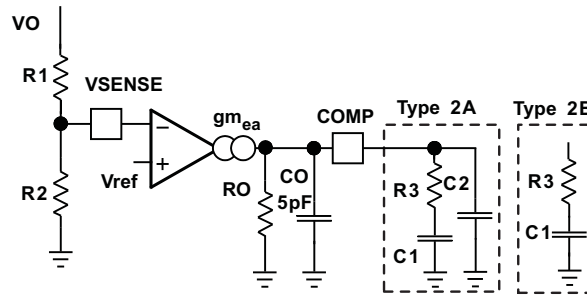 VO
R1
VSENSE
gm_ea
COMP
Type 2A
Type 2B
−
+
Vref
R2
RO
CO
5pF
R3
C2
C1
R3
C1